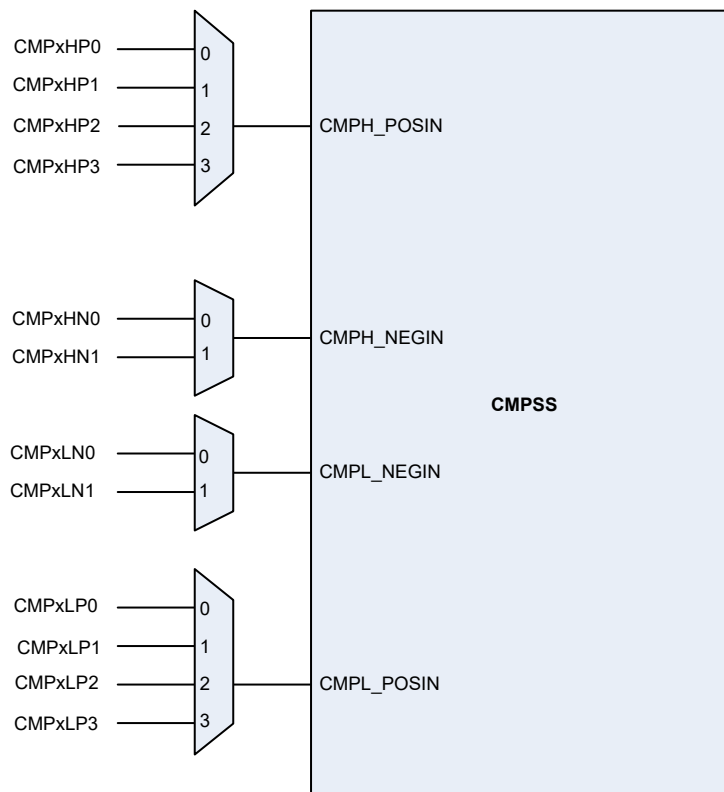 CMPxHP0
0
CMPxHP1
1
CMPxHP2
2
CMPH_POSIN
CMPxHP3
3
CMPxHN0
0
CMPH_NEGIN
CMPxHN1
1
CMPSS
CMPxLN0
0
CMPL_NEGIN
CMPxLN1
1
CMPxLP0
0
CMPxLP1
1
CMPxLP2
2
CMPL_POSIN
CMPxLP3
3